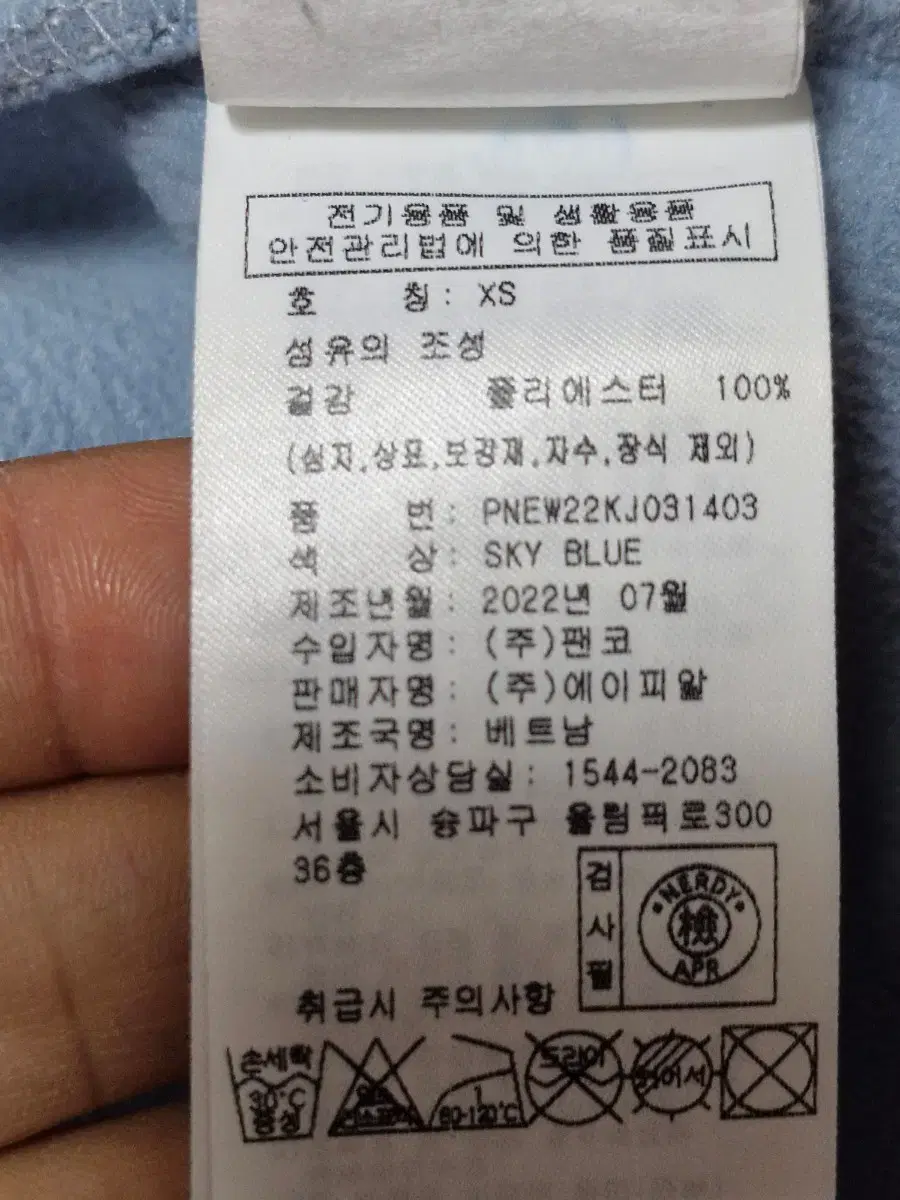 전기용품 및 생활용품
안전관리법에 의한 품질표시
호 칭: XS
섬유의 조성
겉감 폴리에스터 100%
(심지,상표,보강재,자수,장식 제외)
품 번: PNEW22KJ031403
색 상: SKY BLUE
제조년월: 2022년 07월
수입자명: (주)팬코
판매자명: (주)에이피알
제조국명: 베트남
소비자상담실: 1544-2083
서울시 송파구 올림픽로300
36층
검사필
NERDY
檢
APR
취급시 주의사항
손세탁
30°C
중성
80-120°C
드라이